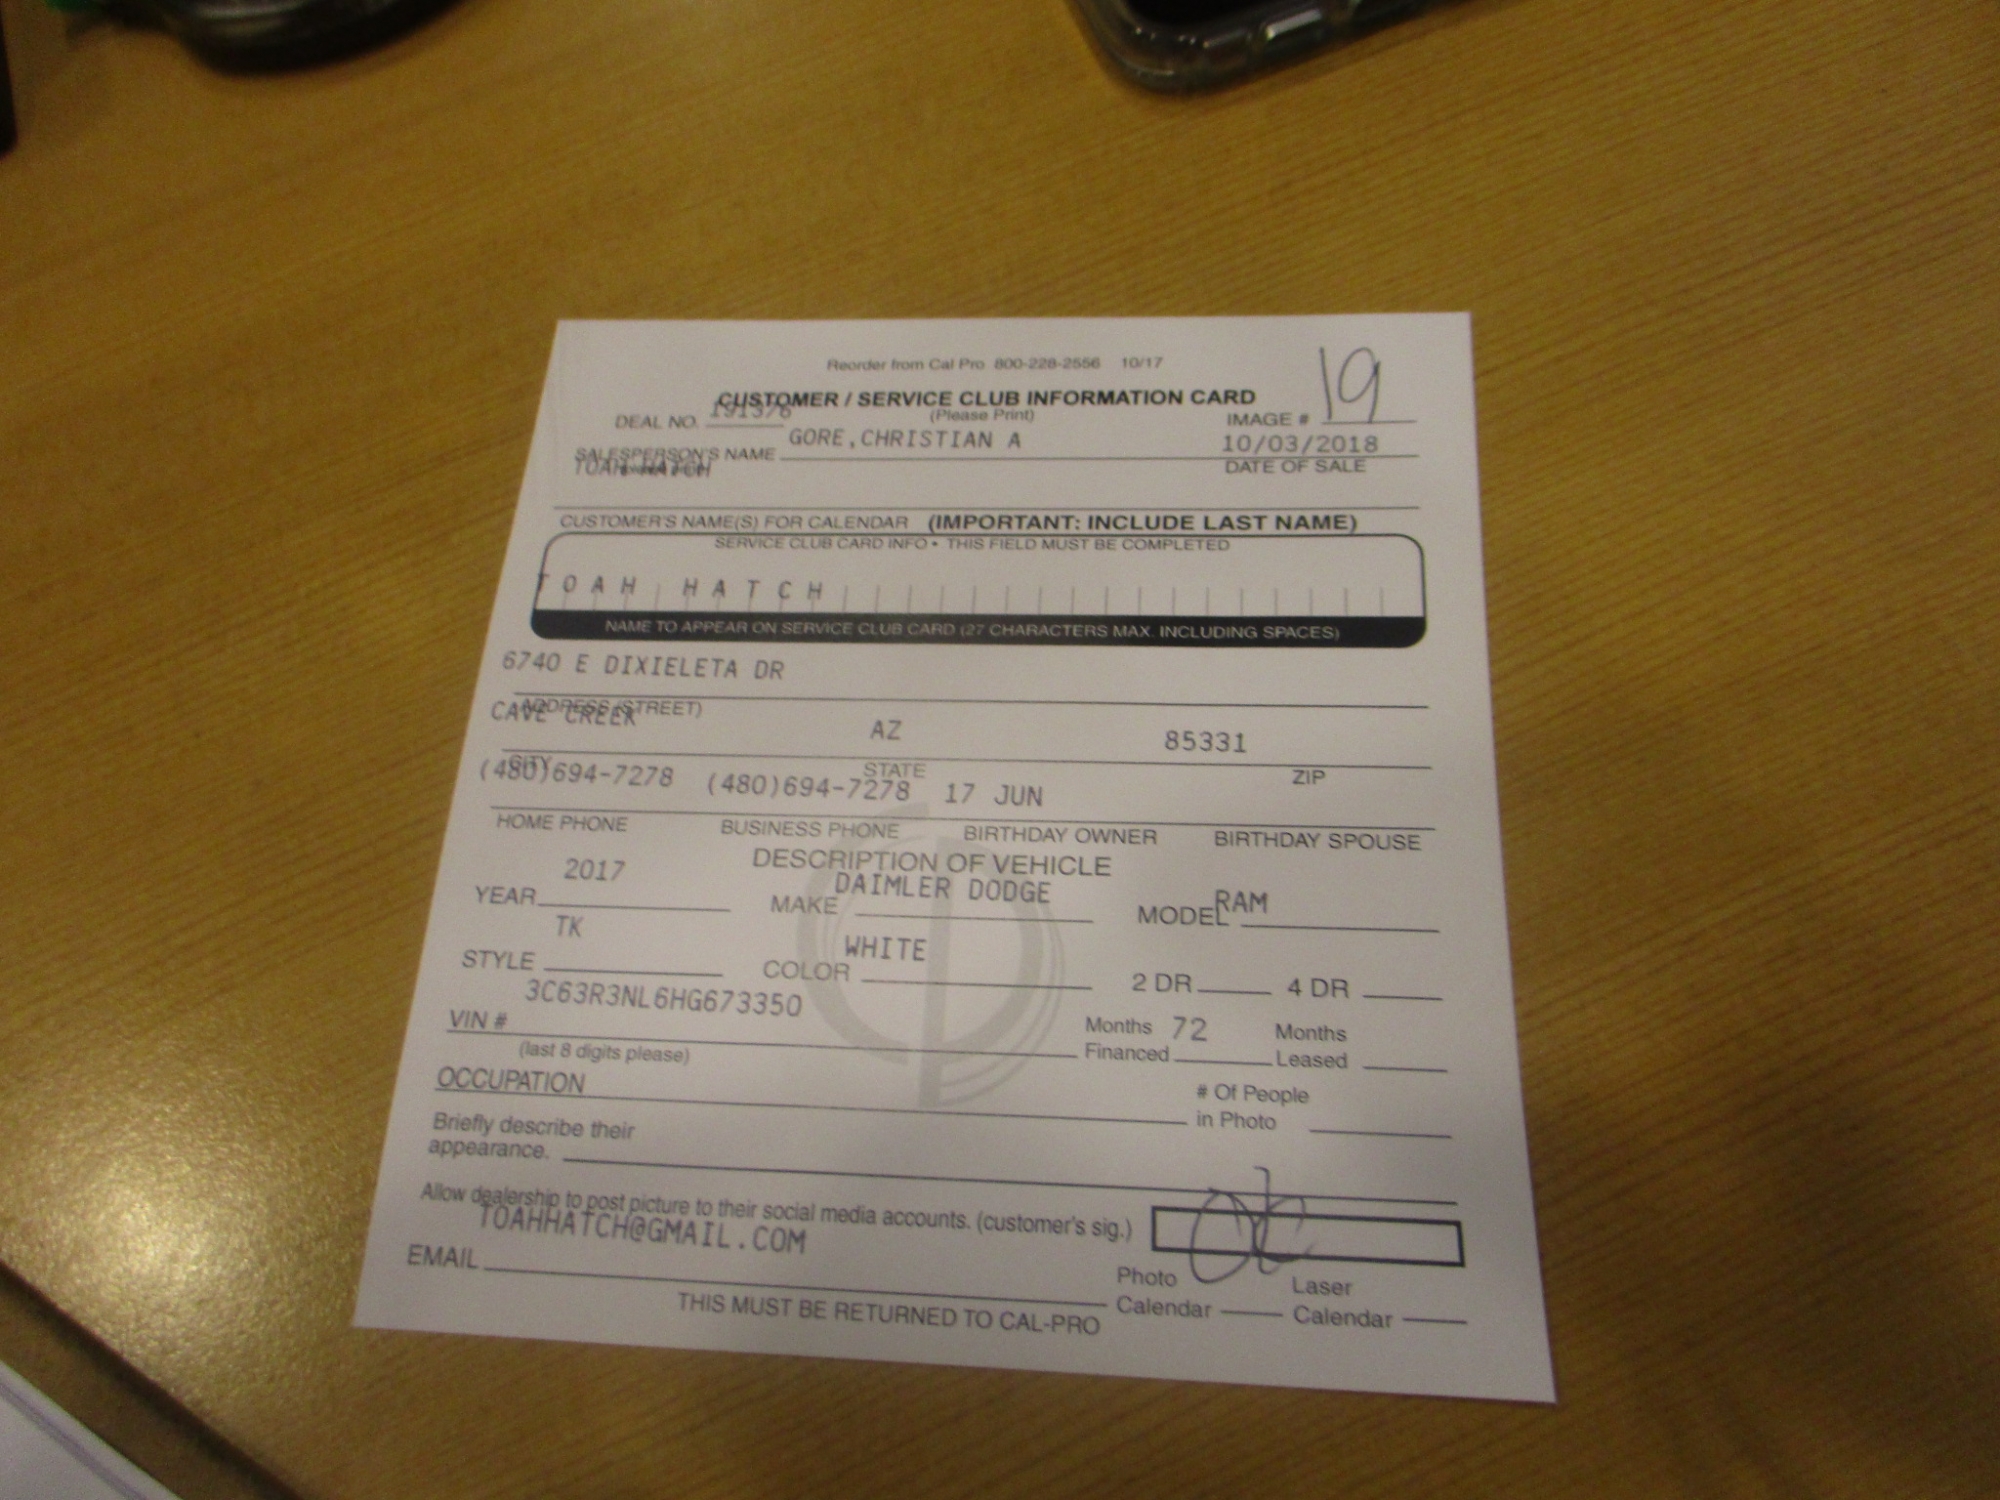 Reorder from Cal Pro 800-228-2556 10/17
CUSTOMER / SERVICE CLUB INFORMATION CARD
(Please Print)
DEAL NO. 191376
IMAGE # 19
SALESPERSON'S NAME GORE,CHRISTIAN A
10/03/2018
DATE OF SALE
TOAH HATCH
CUSTOMER'S NAME(S) FOR CALENDAR (IMPORTANT: INCLUDE LAST NAME)
SERVICE CLUB CARD INFO • THIS FIELD MUST BE COMPLETED
TOAH HATCH
NAME TO APPEAR ON SERVICE CLUB CARD (27 CHARACTERS MAX. INCLUDING SPACES)
6740 E DIXIELETA DR
ADDRESS (STREET)
CAVE CREEK AZ 85331
CITY STATE ZIP
(480)694-7278 (480)694-7278 17 JUN
HOME PHONE BUSINESS PHONE BIRTHDAY OWNER BIRTHDAY SPOUSE
DESCRIPTION OF VEHICLE
YEAR 2017 MAKE DAIMLER DODGE MODEL RAM
STYLE TK COLOR WHITE 2 DR 4 DR
VIN # 3C63R3NL6HG673350
(last 8 digits please)
Months Financed 72 Months Leased
OCCUPATION
# Of People in Photo
Briefly describe their
appearance.
Allow dealership to post picture to their social media accounts. (customer's sig.)
EMAIL TOAHHATCH@GMAIL.COM
Photo Calendar Laser Calendar
THIS MUST BE RETURNED TO CAL-PRO